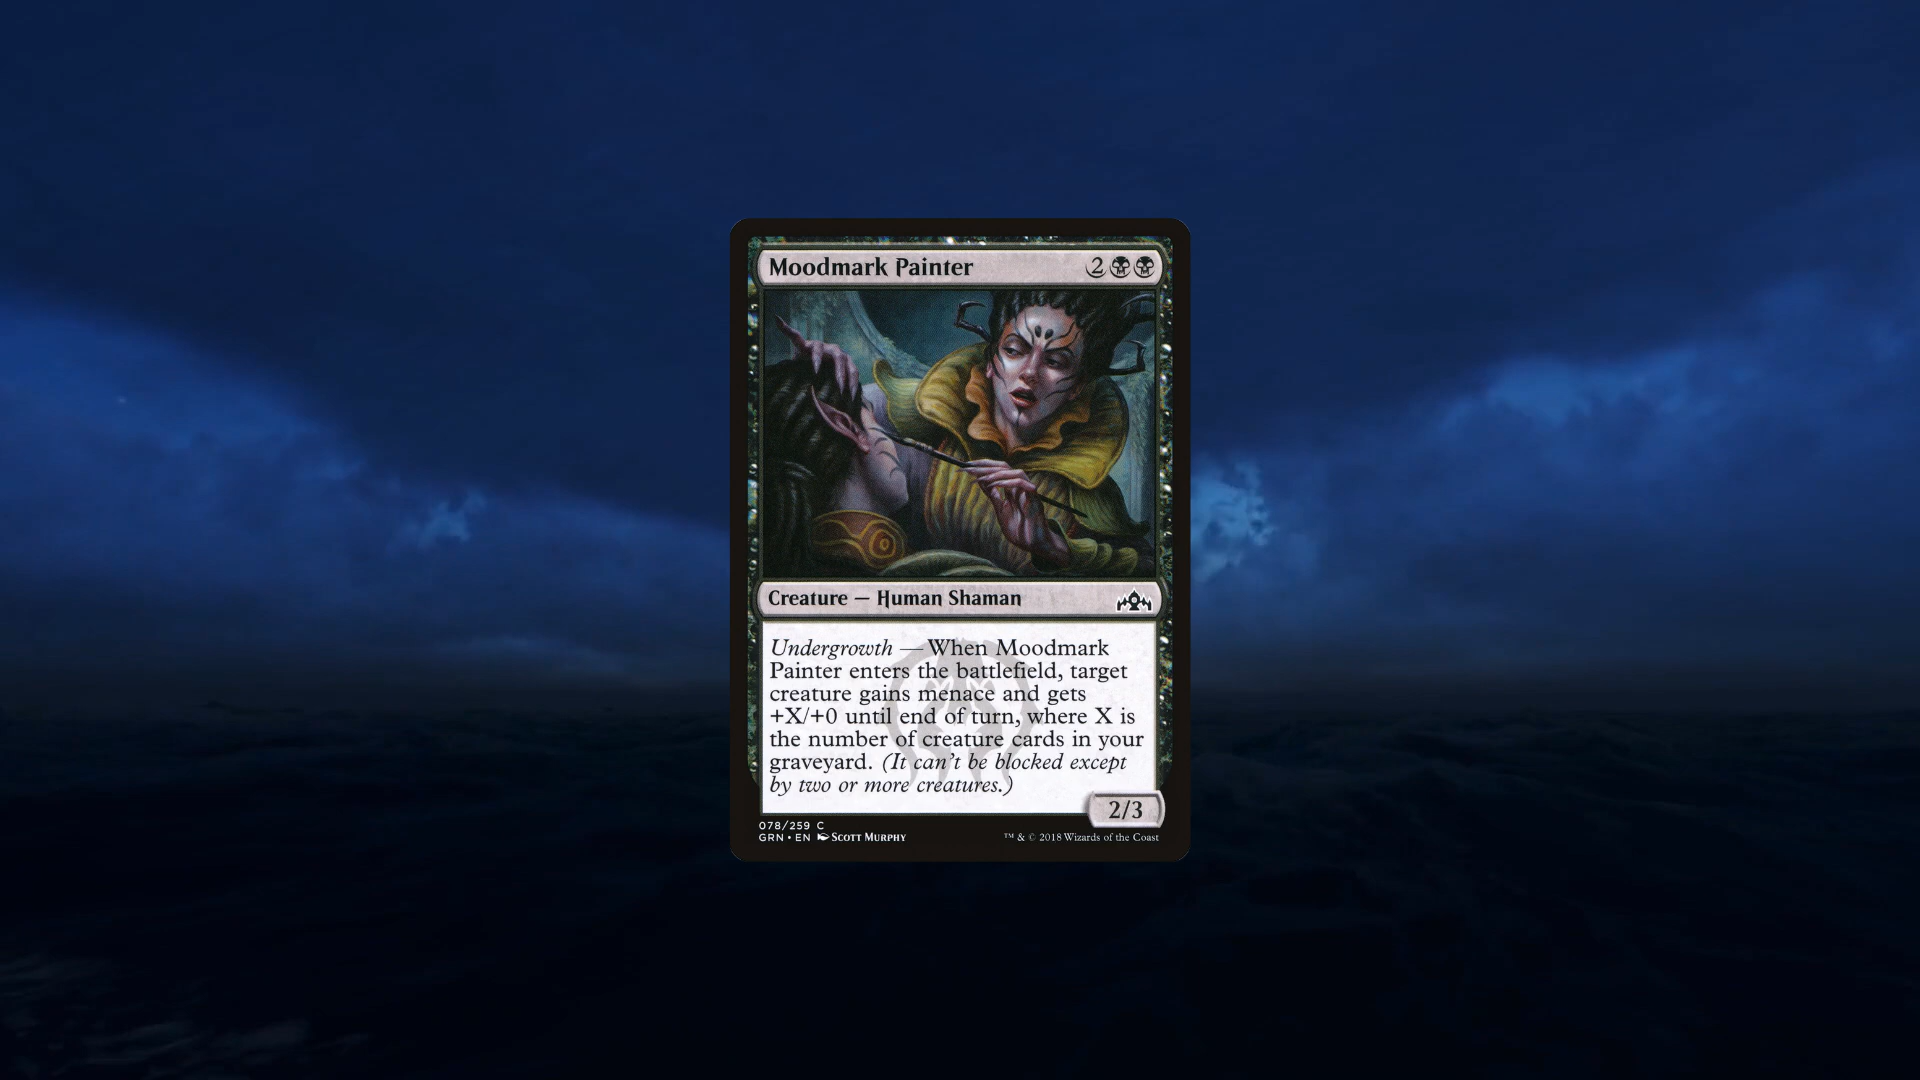 Moodmark Painter 2
Creature — Human Shaman
Undergrowth — When Moodmark
Painter enters the battlefield, target
creature gains menace and gets
+X/+0 until end of turn, where X is
the number of creature cards in your
graveyard. (It can't be blocked except
by two or more creatures.)
2/3
078/259 C
GRN • EN Scott Murphy ™ & © 2018 Wizards of the Coast